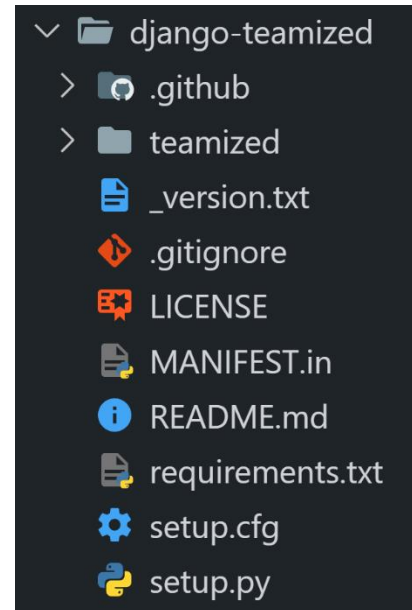 django-teamized
.github
teamized
_version.txt
.gitignore
LICENSE
MANIFEST.in
README.md
requirements.txt
setup.cfg
setup.py